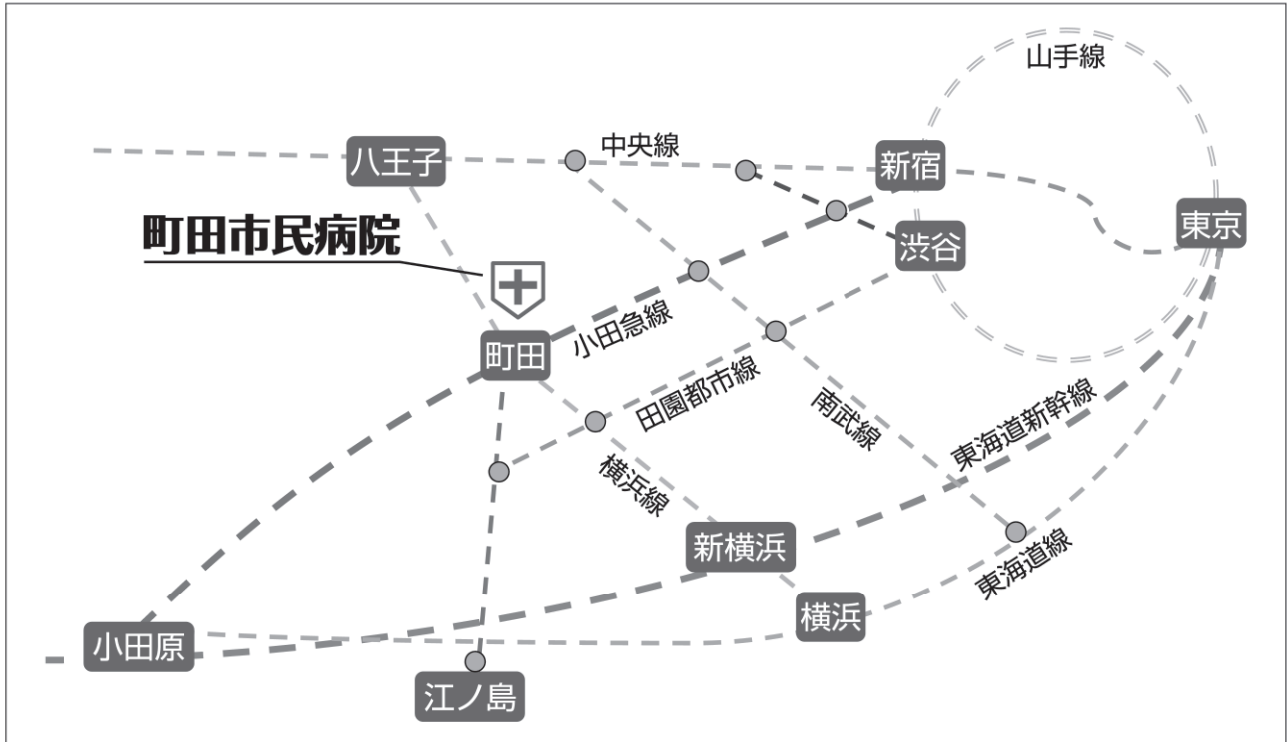 山手線
中央線
八王子
新宿
町田市民病院
渋谷
東京
小田急線
町田
田園都市線
南武線
東海道新幹線
横浜線
新横浜
東海道線
横浜
小田原
江ノ島